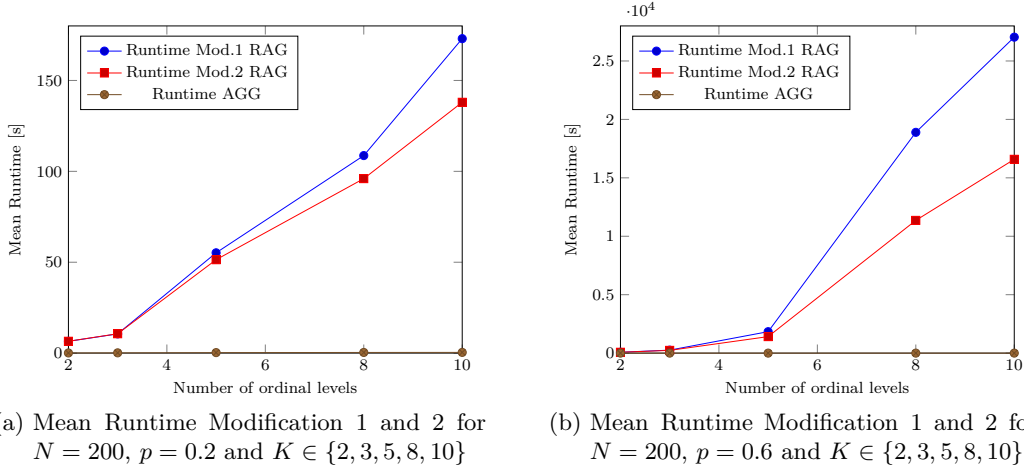 150
100
50
0
2
4
6
8
10
Mean Runtime [s]
Number of ordinal levels
Runtime Mod.1 RAG
Runtime Mod.2 RAG
Runtime AGG
a) Mean Runtime Modification 1 and 2 for
N = 200, p = 0.2 and K ∈ {2, 3, 5, 8, 10}
·10⁴
2.5
2
1.5
1
0.5
0
2
4
6
8
10
Mean Runtime [s]
Number of ordinal levels
Runtime Mod.1 RAG
Runtime Mod.2 RAG
Runtime AGG
(b) Mean Runtime Modification 1 and 2 fo
N = 200, p = 0.6 and K ∈ {2, 3, 5, 8, 10}